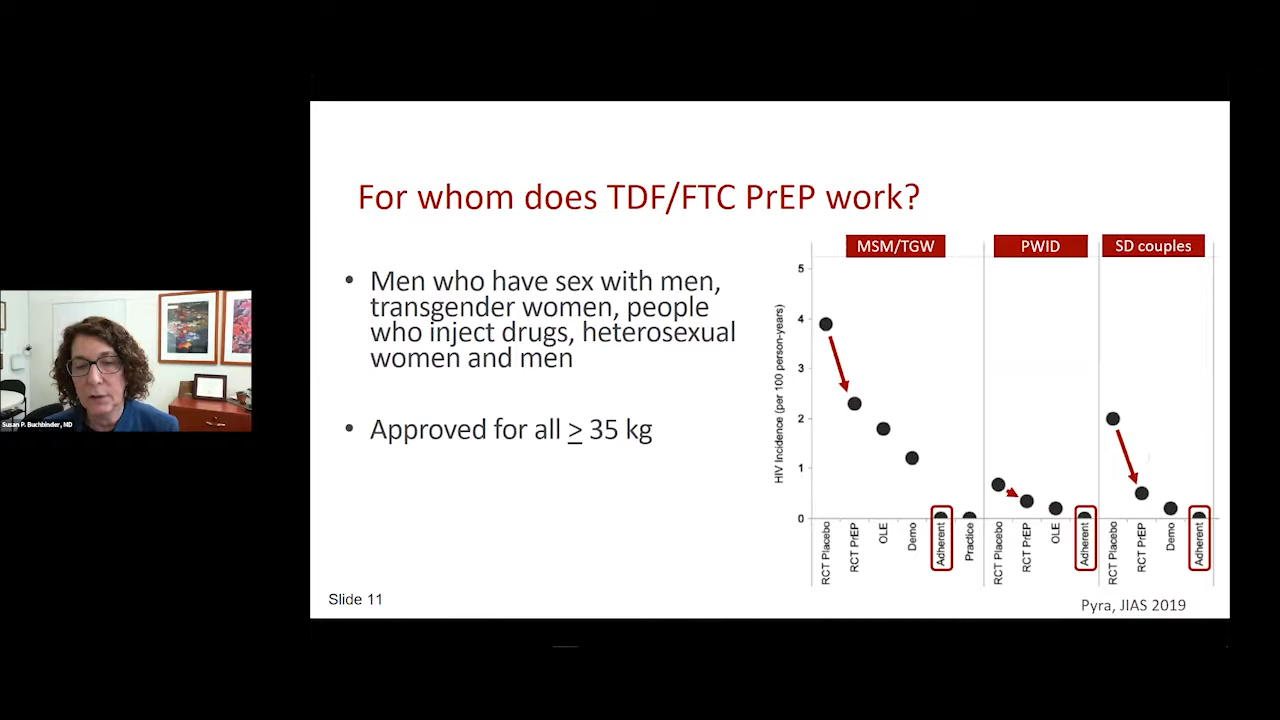 For whom does TDF/FTC PrEP work?
• Men who have sex with men,
transgender women, people
who inject drugs, heterosexual
women and men
• Approved for all ≥ 35 kg
MSM/TGW
PWID
SD couples
HIV Incidence (per 100 person-years)
5
4
3
2
1
0
RCT Placebo
RCT PrEP
OLE
Demo
Adherent
Practice
RCT Placebo
RCT PrEP
OLE
Adherent
RCT Placebo
RCT PrEP
Demo
Adherent
Slide 11
Pyra, JIAS 2019
Susan P. Buchbinder, MD